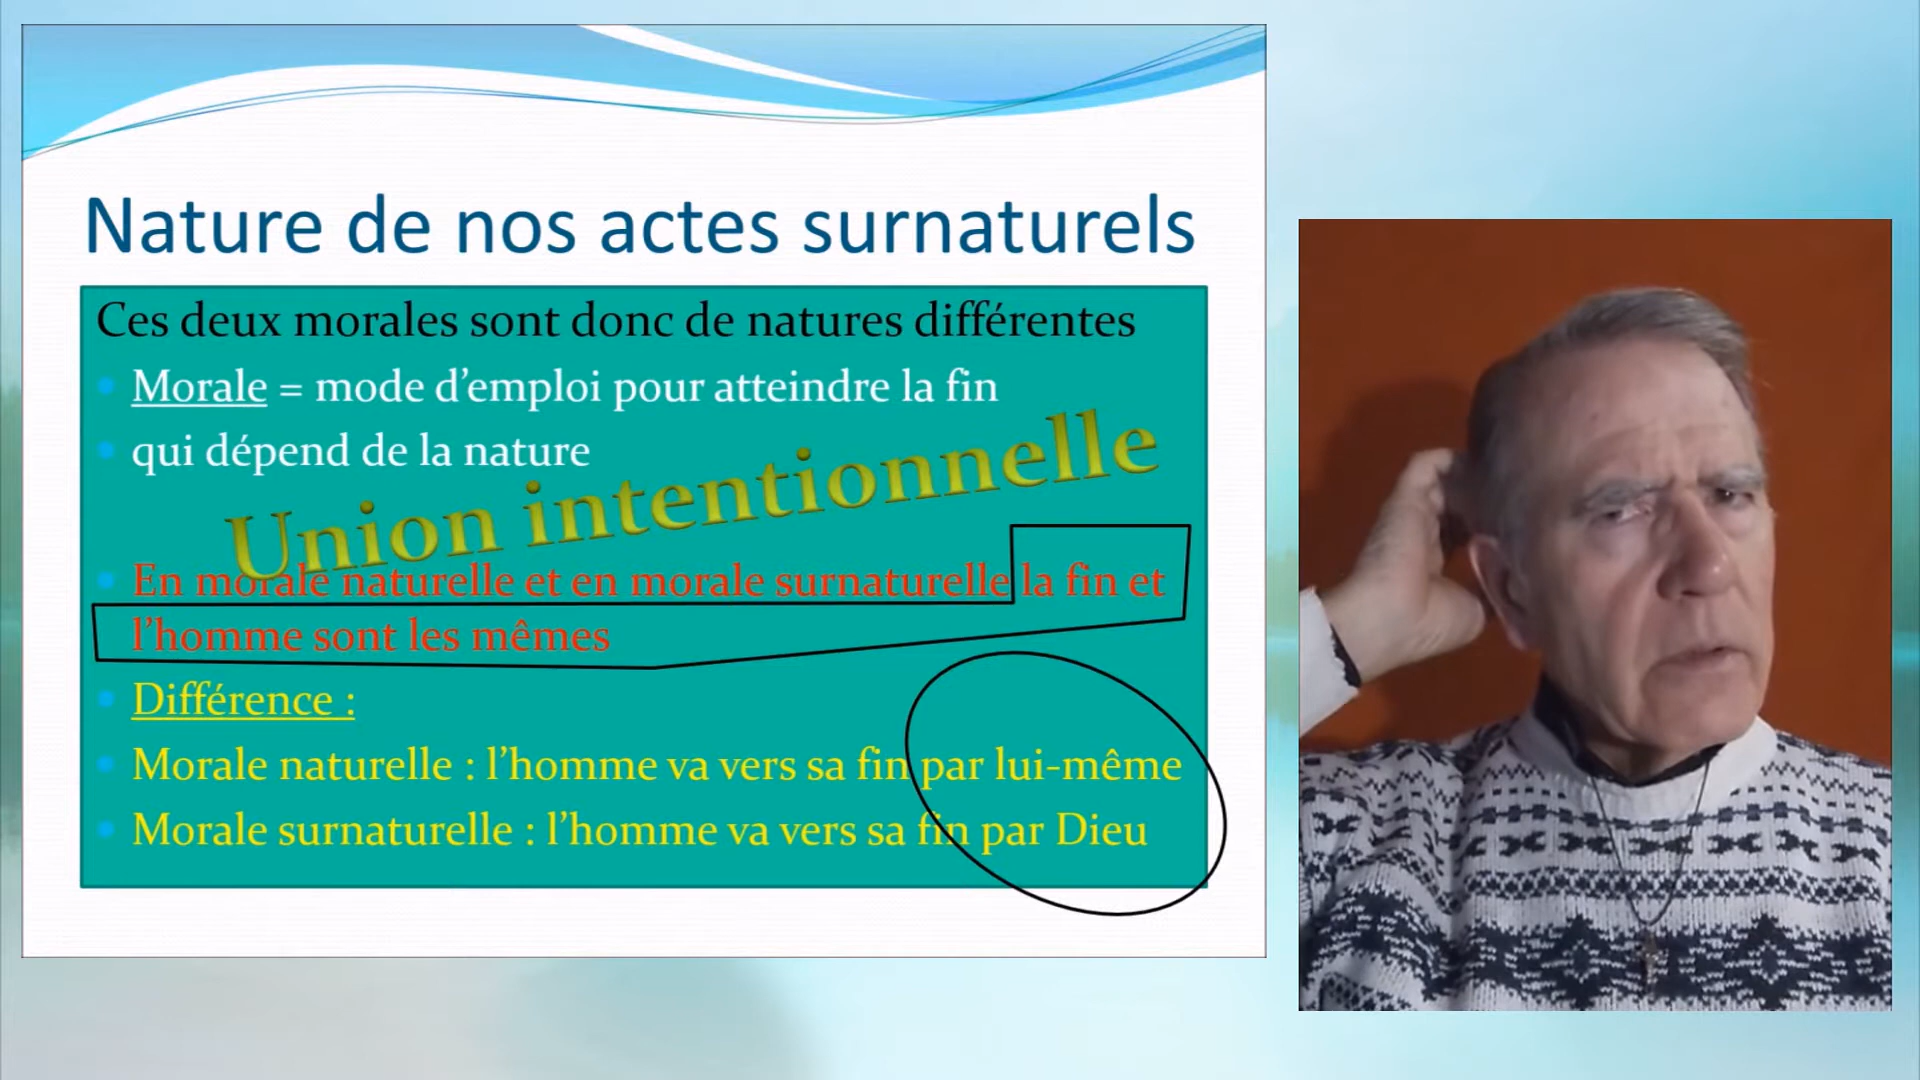 Nature de nos actes surnaturels
Ces deux morales sont donc de natures différentes
Morale = mode d'emploi pour atteindre la fin
qui dépend de la nature
Union intentionnelle
En morale naturelle et en morale surnaturelle la fin et
l'homme sont les mêmes
Différence :
Morale naturelle : l'homme va vers sa fin par lui-même
Morale surnaturelle : l'homme va vers sa fin par Dieu